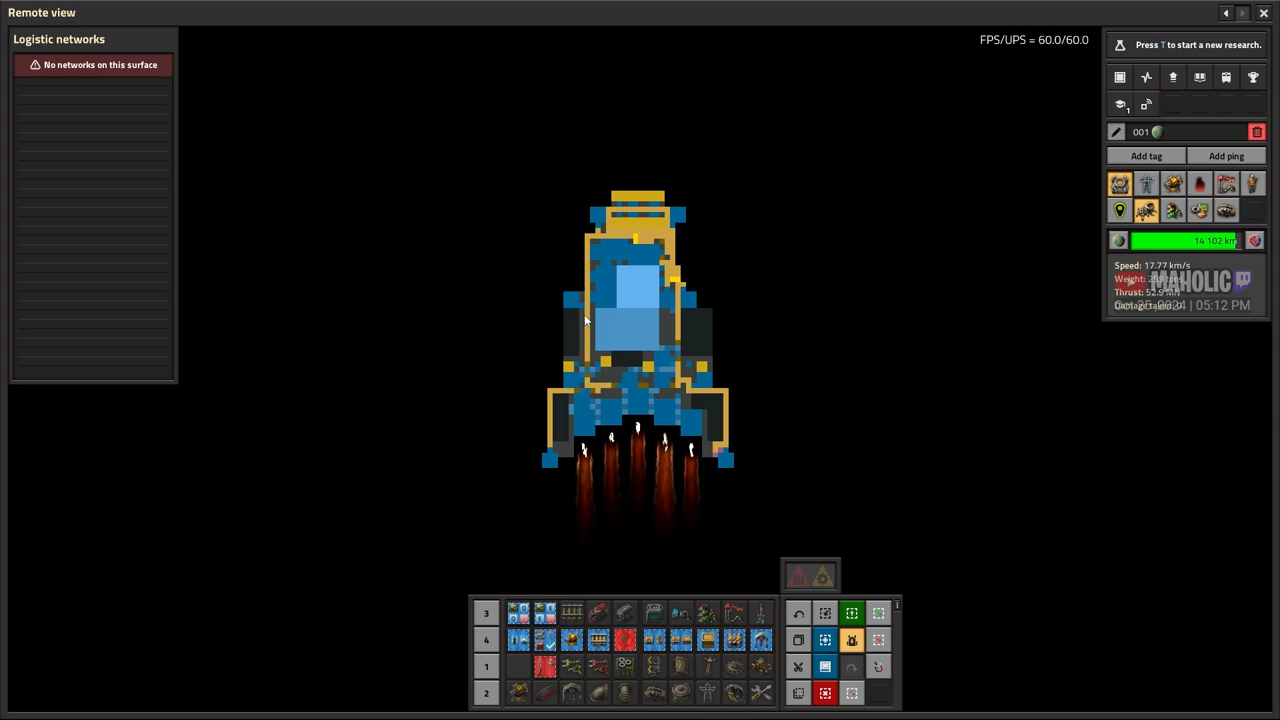 Remote view
Logistic networks
No networks on this surface
FPS/UPS = 60.0/60.0
Press T to start a new research.
1
001
Add tag
Add ping
14 102 km
Speed: 17.77 km/s
MAHOLIC
Thrust: 52.9 MN
| 05:12 PM
3
4
1
2